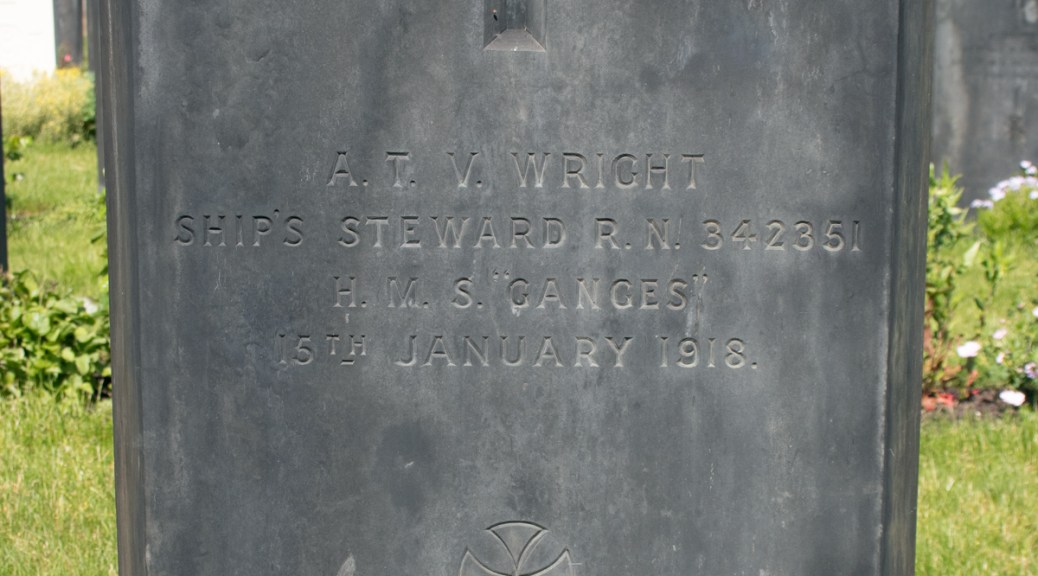 A. T. V. WRIGHT
SHIP'S STEWARD R. N. 342351
H. M. S. "GANGES"
15TH JANUARY 1918.